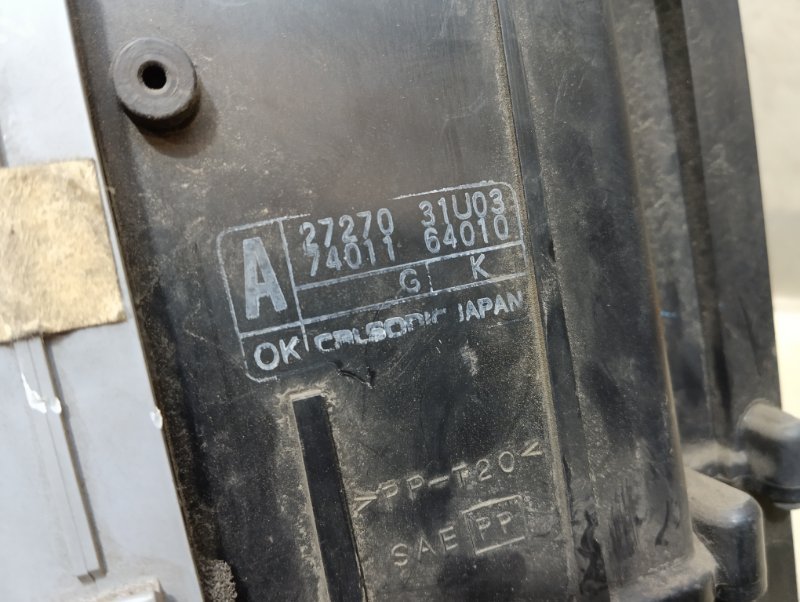 A
27270 31U03
74011 64010
G K
OK CALSONIC JAPAN
>PP-T20<
SAE PP